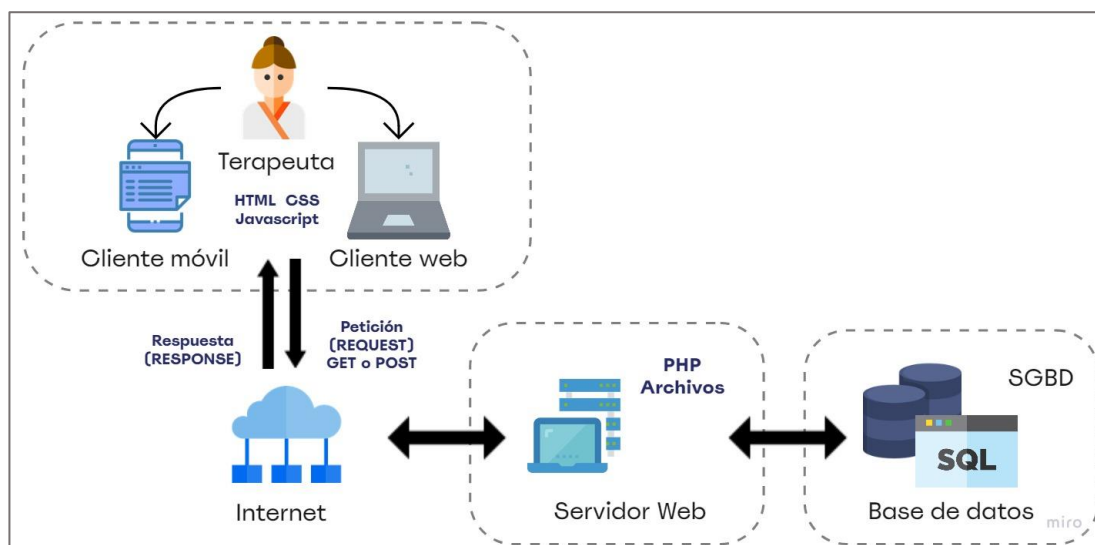 Terapeuta
HTML CSS
Javascript
Cliente móvil
Cliente web
Respuesta
(RESPONSE)
Petición
(REQUEST)
GET o POST
PHP
Archivos
SGBD
SQL
Internet
Servidor Web
Base de datos
miro